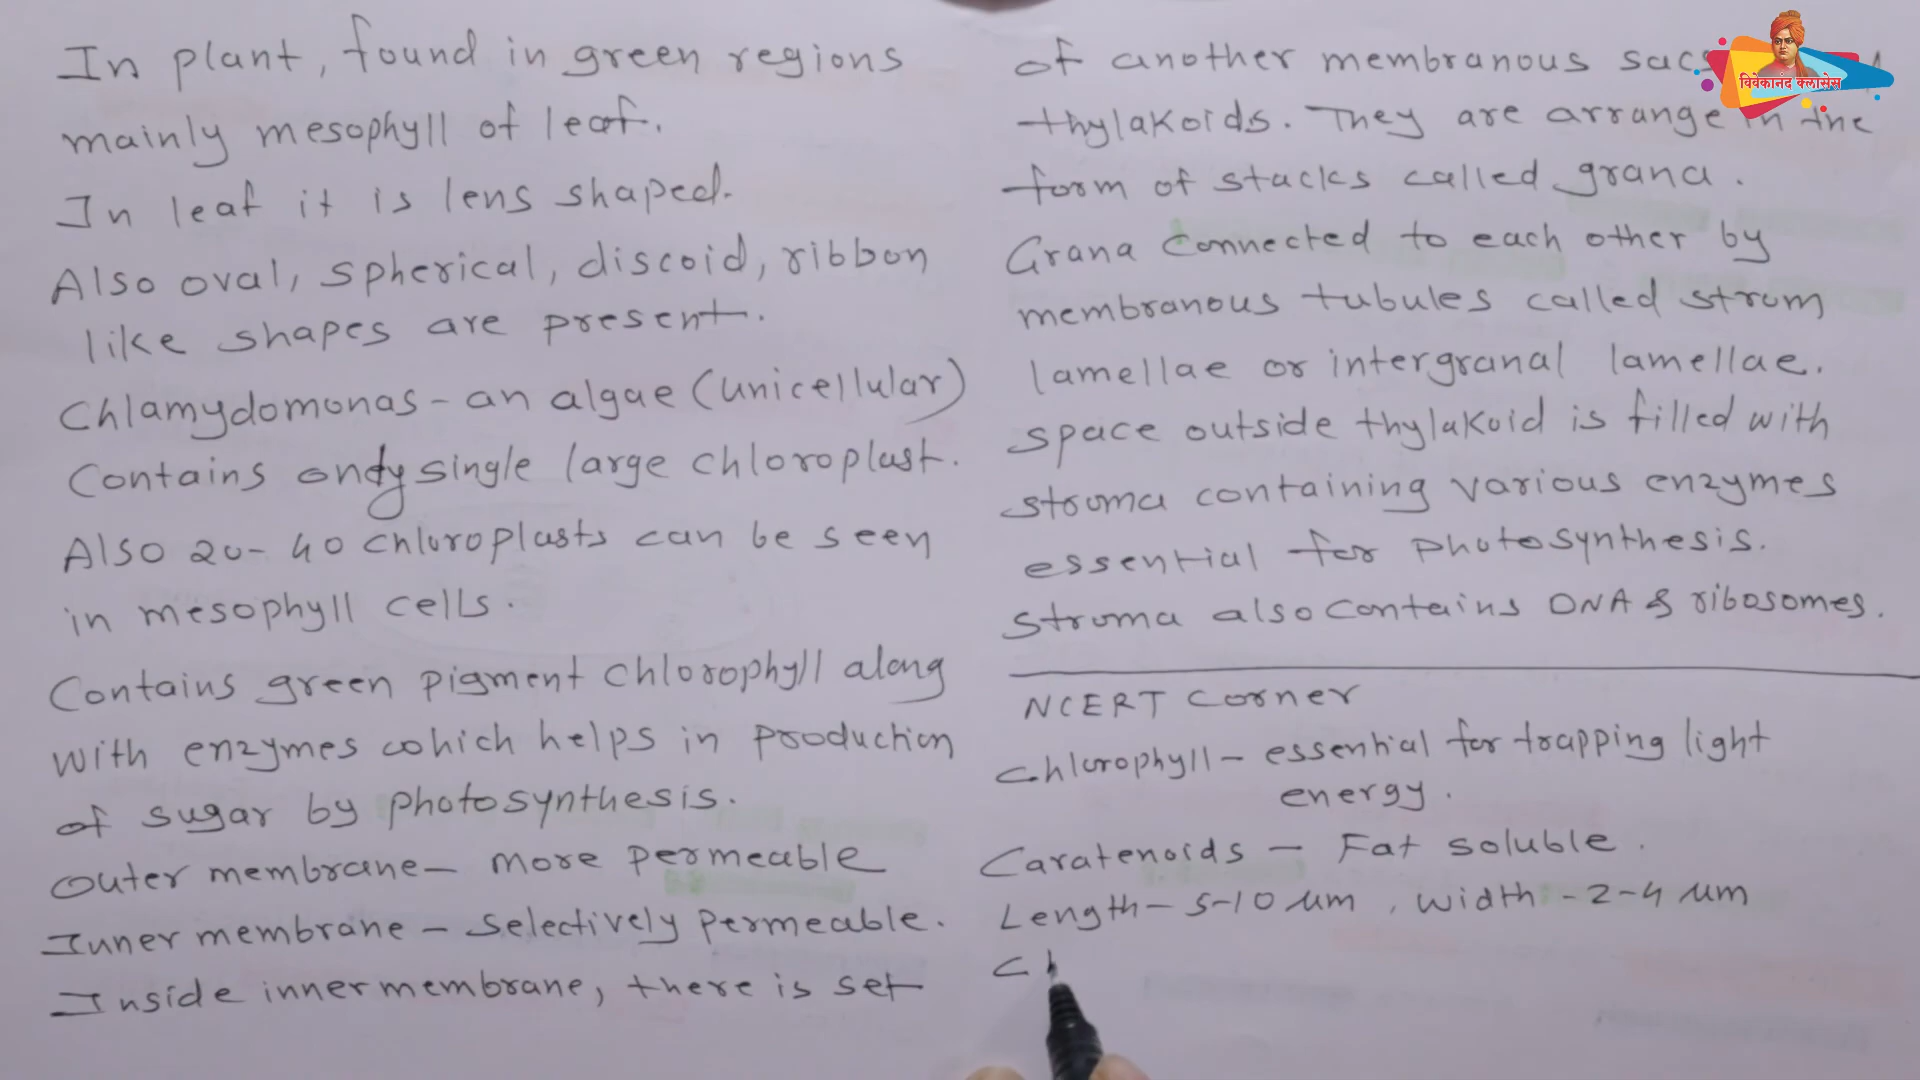 In plant, found in green regions
mainly mesophyll of leaf.
In leaf it is lens shaped.
Also oval, spherical, discoid, ribbon
like shapes are present.
Chlamydomonas - an algae (unicellular)
Contains only single large chloroplast.
Also 20-40 chloroplasts can be seen
in mesophyll cells.
Contains green pigment chlorophyll along
with enzymes which helps in production
of sugar by photosynthesis.
Outer membrane - more permeable
Inner membrane - selectively permeable.
Inside inner membrane, there is set
of another membranous sacs
thylakoids. They are arrange in the
form of stacks called grana.
Grana connected to each other by
membranous tubules called strom
lamellae or intergranal lamellae.
space outside thylakoid is filled with
stroma containing various enzymes
essential for photosynthesis.
Stroma also contains DNA & ribosomes.
NCERT Corner
Chlorophyll - essential for trapping light
energy.
Caratenoids - Fat soluble.
Length - 5-10 μm, width - 2-4 μm
Ch
विवेकानंद क्लासेस